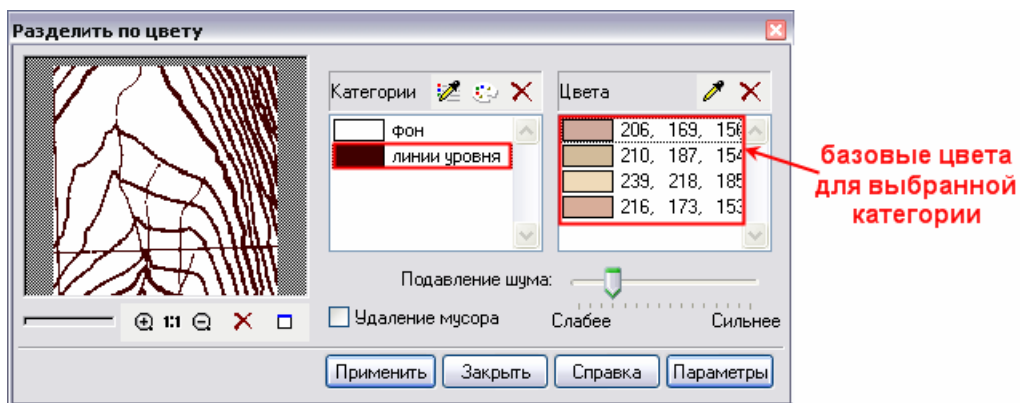 Разделить по цвету
Категории
Цвета
фон
линии уровня
206, 169, 156
210, 187, 154
239, 218, 185
216, 173, 153
базовые цвета
для выбранной
категории
Подавление шума:
1:1
Удаление мусора
Слабее
Сильнее
Применить
Закрыть
Справка
Параметры